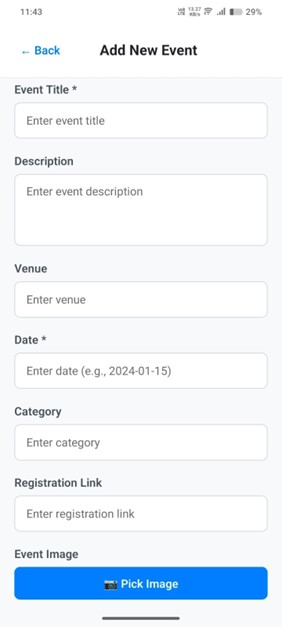 11:43
13.27
KB/s
29%
← Back
Add New Event
Event Title *
Enter event title
Description
Enter event description
Venue
Enter venue
Date *
Enter date (e.g., 2024-01-15)
Category
Enter category
Registration Link
Enter registration link
Event Image
📷 Pick Image